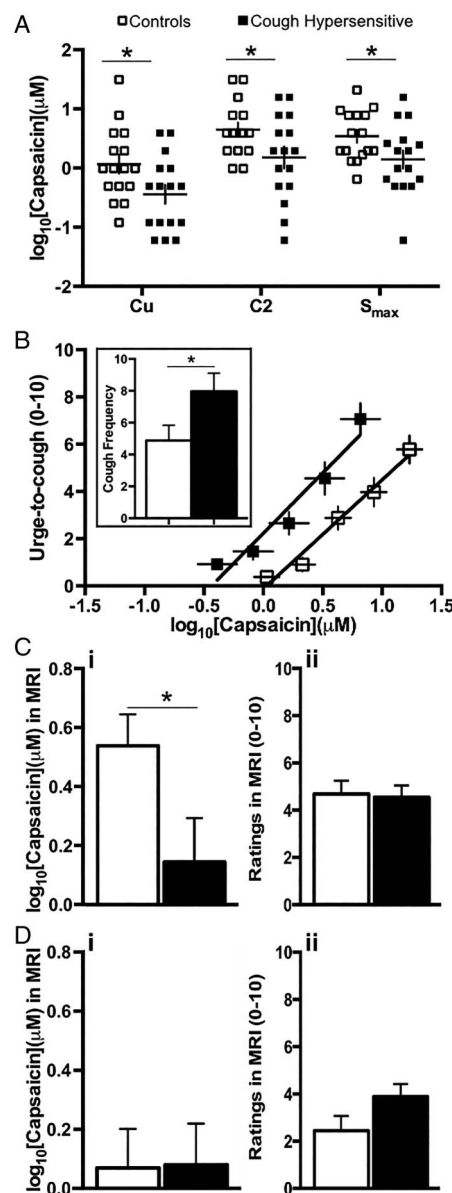 A
Controls
Cough Hypersensitive
*
*
*
log10[Capsaicin](μM)
2
1
0
-1
-2
Cu
C2
Smax
B
Urge-to-cough (0-10)
10
8
6
4
2
0
Cough Frequency
10
8
6
4
2
0
*
-1.5
-1.0
-0.5
0.0
0.5
1.0
1.5
log10[Capsaicin](μM)
C
i
log10[Capsaicin](μM) in MRI
0.8
0.6
0.4
0.2
0.0
*
ii
Ratings in MRI (0-10)
10
8
6
4
2
0
D
i
log10[Capsaicin](μM) in MRI
0.8
0.6
0.4
0.2
0.0
ii
Ratings in MRI (0-10)
10
8
6
4
2
0